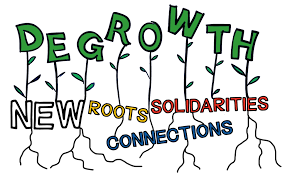 DEGROWTH
NEW ROOTS SOLIDARITIES
CONNECTIONS